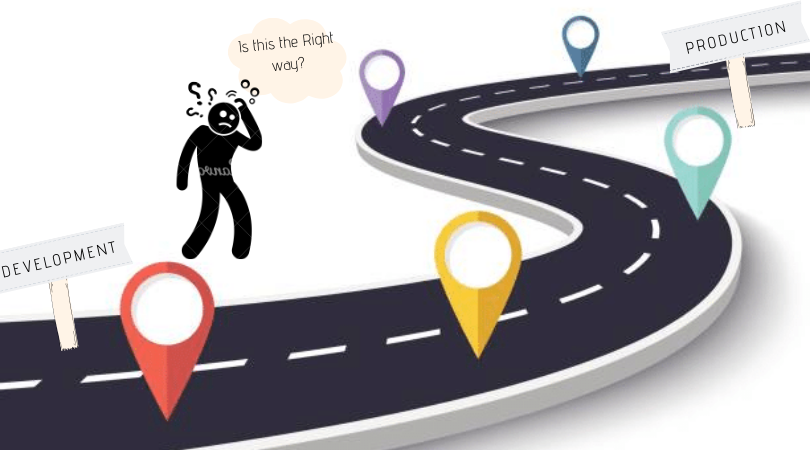 Is this the Right
way?
PRODUCTION
DEVELOPMENT